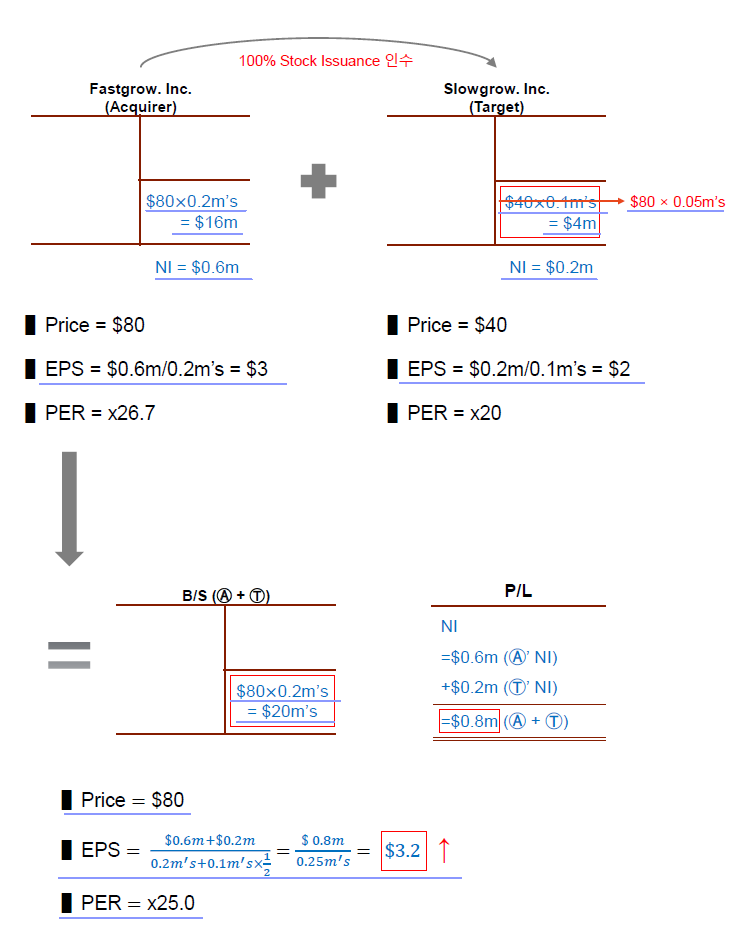 100% Stock Issuance 인수
Fastgrow. Inc.
(Acquirer)
Slowgrow. Inc.
(Target)
$80×0.2m's
= $16m
$40×0.1m's
= $4m
$80 × 0.05m's
NI = $0.6m
NI = $0.2m
Price = $80
EPS = $0.6m/0.2m's = $3
PER = x26.7
Price = $40
EPS = $0.2m/0.1m's = $2
PER = x20
B/S (Ⓐ + Ⓣ)
$80×0.2m's
= $20m's
P/L
NI
=$0.6m (Ⓐ' NI)
+$0.2m (Ⓣ' NI)
=$0.8m (Ⓐ + Ⓣ)
Price = $80
EPS = $0.6m+$0.2m / 0.2m's+0.1m's×1/2 = $ 0.8m / 0.25m's = $3.2 ↑
PER = x25.0